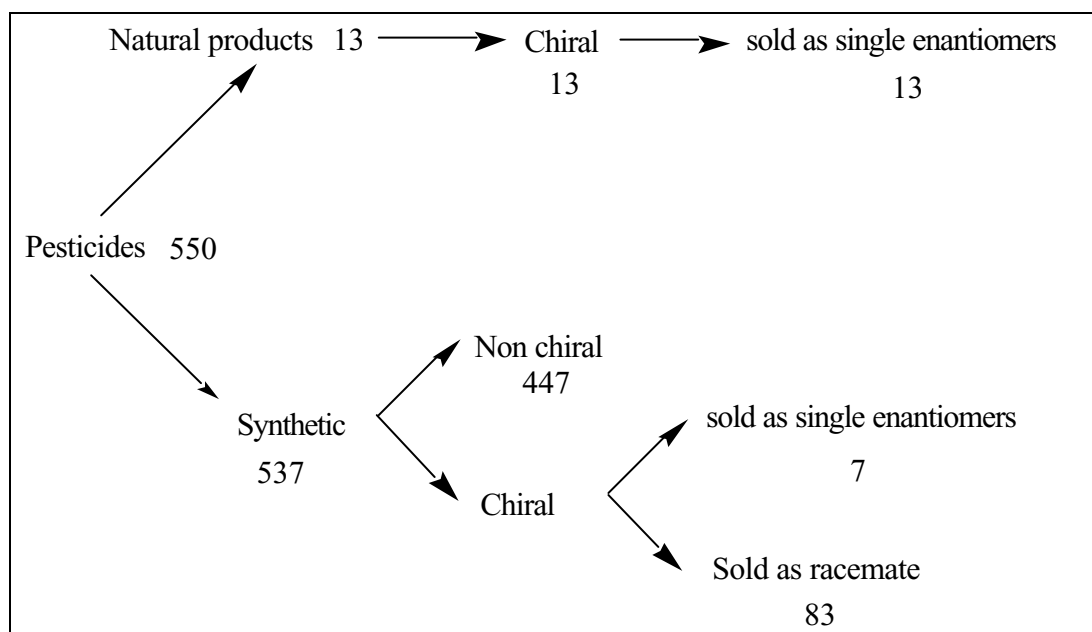 Natural products 13
Chiral
13
sold as single enantiomers
13
Pesticides 550
Non chiral
447
Synthetic
537
sold as single enantiomers
7
Chiral
Sold as racemate
83